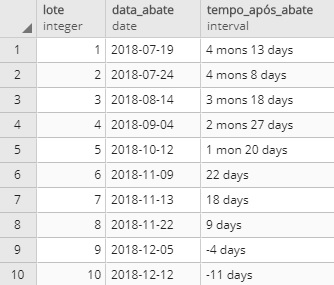 lote data_abate tempo_após_abate
integer date interval
1 1 2018-07-19 4 mons 13 days
2 2 2018-07-24 4 mons 8 days
3 3 2018-08-14 3 mons 18 days
4 4 2018-09-04 2 mons 27 days
5 5 2018-10-12 1 mon 20 days
6 6 2018-11-09 22 days
7 7 2018-11-13 18 days
8 8 2018-11-22 9 days
9 9 2018-12-05 -4 days
10 10 2018-12-12 -11 days